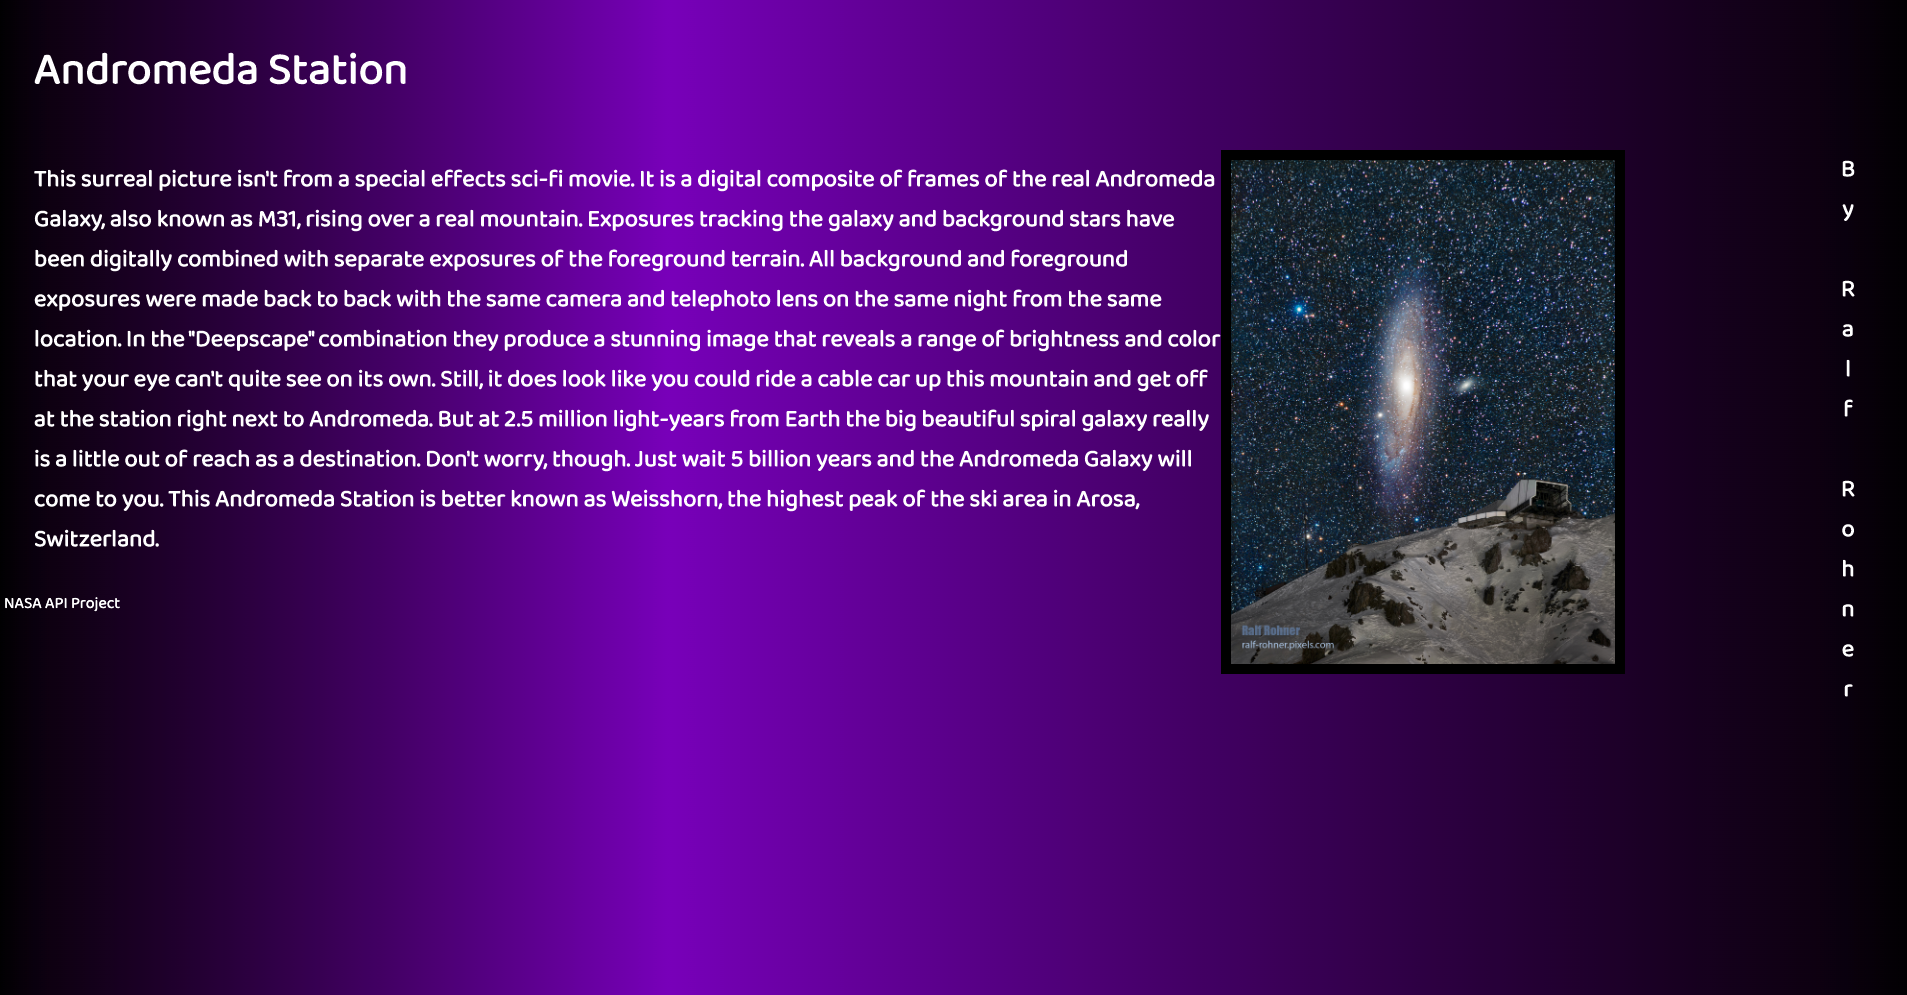 Andromeda Station
This surreal picture isn't from a special effects sci-fi movie. It is a digital composite of frames of the real Andromeda
Galaxy, also known as M31, rising over a real mountain. Exposures tracking the galaxy and background stars have
been digitally combined with separate exposures of the foreground terrain. All background and foreground
exposures were made back to back with the same camera and telephoto lens on the same night from the same
location. In the "Deepscape" combination they produce a stunning image that reveals a range of brightness and color
that your eye can't quite see on its own. Still, it does look like you could ride a cable car up this mountain and get off
at the station right next to Andromeda. But at 2.5 million light-years from Earth the big beautiful spiral galaxy really
is a little out of reach as a destination. Don't worry, though. Just wait 5 billion years and the Andromeda Galaxy will
come to you. This Andromeda Station is better known as Weisshorn, the highest peak of the ski area in Arosa,
Switzerland.
Ralf Rohner
ralf-rohner.pixels.com
By Ralf Rohner
NASA API Project